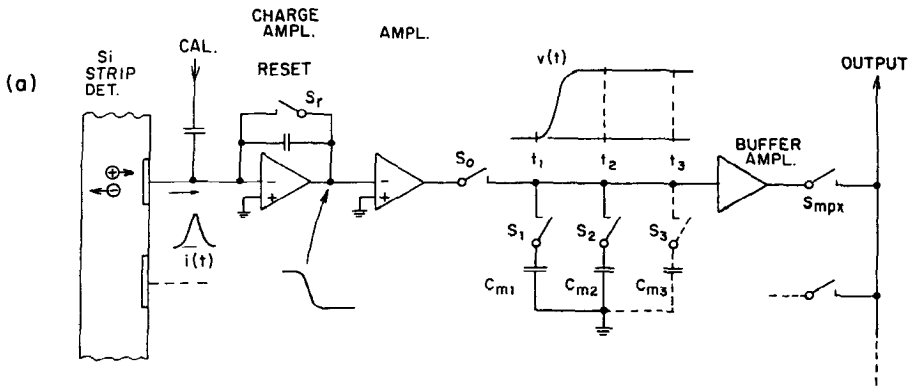 (a)
Si
STRIP
DET.
CAL.
CHARGE
AMPL.
RESET
Sr
i(t)
AMPL.
So
v(t)
t1
t2
t3
S1
S2
S3
Cm1
Cm2
Cm3
BUFFER
AMPL.
Smpx
OUTPUT